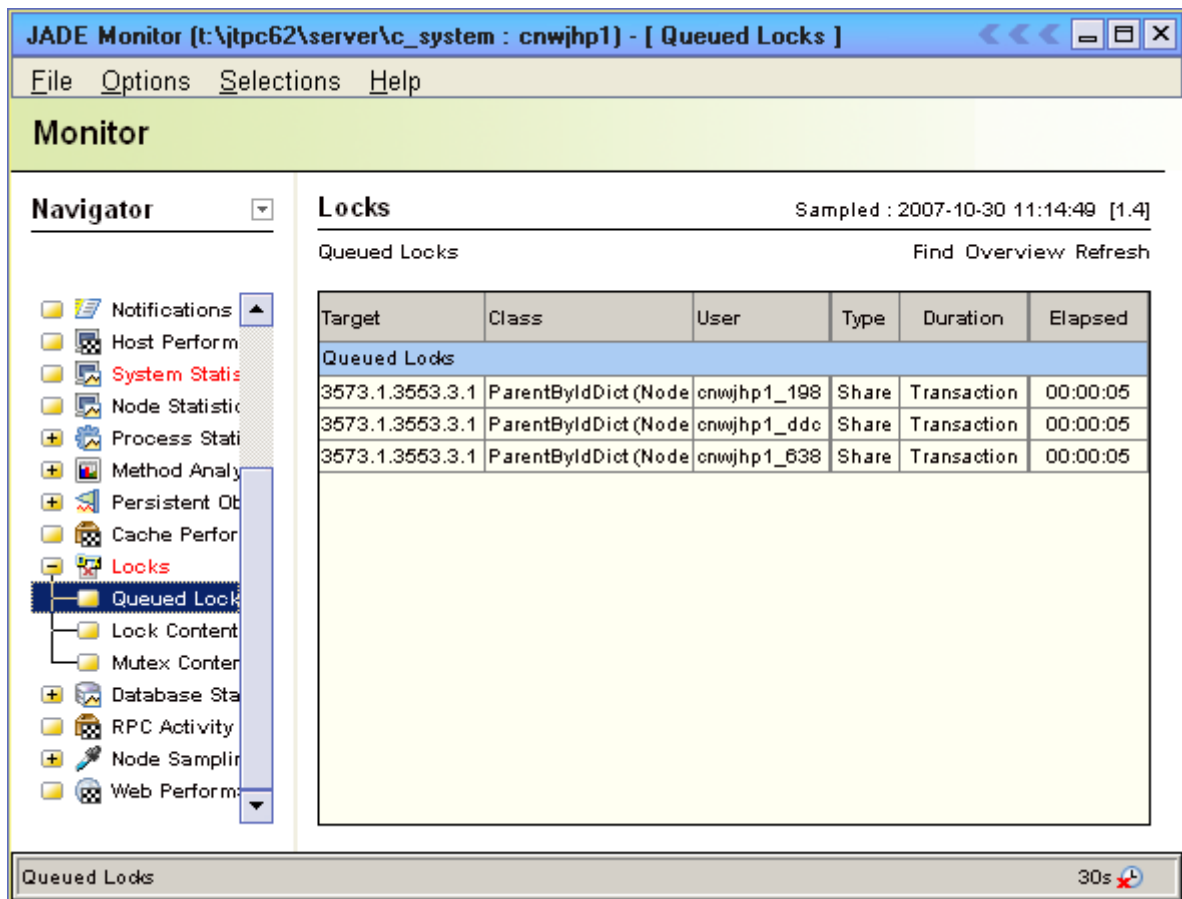 JADE Monitor (t:\jtpc62\server\c_system : cnwjhp1) - [ Queued Locks ]
File Options Selections Help
Monitor
Navigator
Notifications
Host Perform
System Statis
Node Statistic
Process Stati
Method Analy
Persistent Ob
Cache Perfor
Locks
Queued Lock
Lock Content
Mutex Conten
Database Sta
RPC Activity
Node Samplin
Web Perform
Locks Sampled : 2007-10-30 11:14:49 [1.4]
Queued Locks Find Overview Refresh
Target Class User Type Duration Elapsed
Queued Locks
3573.1.3553.3.1 ParentByIdDict (Node cnwjhp1_198 Share Transaction 00:00:05
3573.1.3553.3.1 ParentByIdDict (Node cnwjhp1_ddc Share Transaction 00:00:05
3573.1.3553.3.1 ParentByIdDict (Node cnwjhp1_638 Share Transaction 00:00:05
Queued Locks 30s